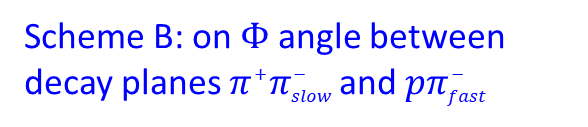 Scheme B: on Φ angle between
decay planes π⁺π⁻slow and pπ⁻fast